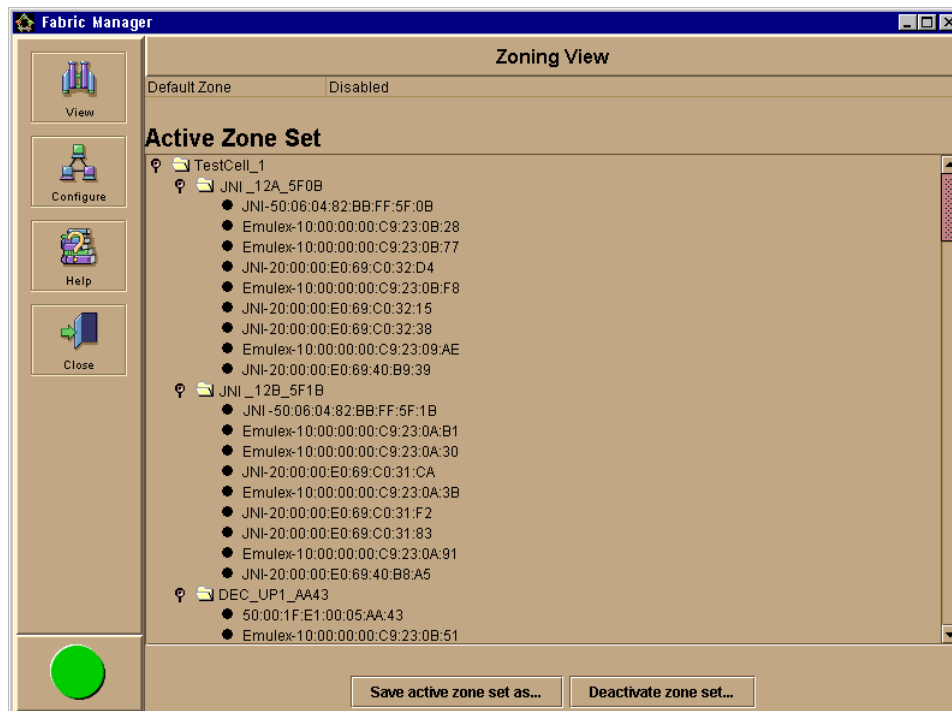 Fabric Manager
Zoning View
View
Configure
Help
Close
Default Zone Disabled
Active Zone Set
TestCell_1
JNI_12A_5F0B
JNI-50:06:04:82:BB:FF:5F:0B
Emulex-10:00:00:00:C9:23:0B:28
Emulex-10:00:00:00:C9:23:0B:77
JNI-20:00:00:E0:69:C0:32:D4
Emulex-10:00:00:00:C9:23:0B:F8
JNI-20:00:00:E0:69:C0:32:15
JNI-20:00:00:E0:69:C0:32:38
Emulex-10:00:00:00:C9:23:09:AE
JNI-20:00:00:E0:69:40:B9:39
JNI_12B_5F1B
JNI-50:06:04:82:BB:FF:5F:1B
Emulex-10:00:00:00:C9:23:0A:B1
Emulex-10:00:00:00:C9:23:0A:30
JNI-20:00:00:E0:69:C0:31:CA
Emulex-10:00:00:00:C9:23:0A:3B
JNI-20:00:00:E0:69:C0:31:F2
JNI-20:00:00:E0:69:C0:31:83
Emulex-10:00:00:00:C9:23:0A:91
JNI-20:00:00:E0:69:40:B8:A5
DEC_UP1_AA43
50:00:1F:E1:00:05:AA:43
Emulex-10:00:00:00:C9:23:0B:51
Save active zone set as...
Deactivate zone set...